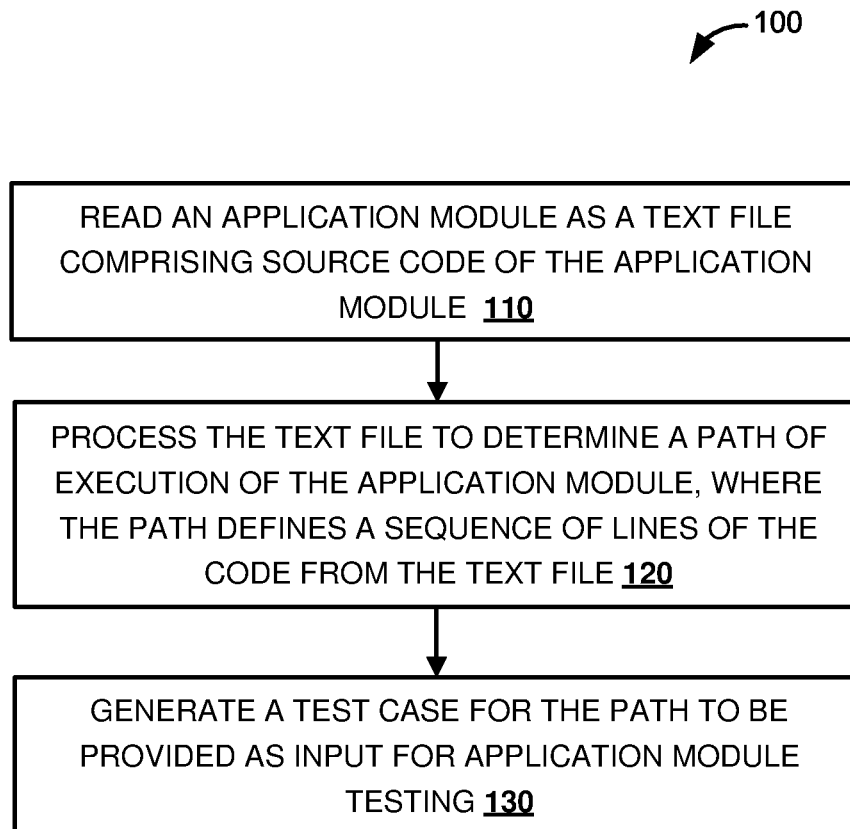 100
READ AN APPLICATION MODULE AS A TEXT FILE
COMPRISING SOURCE CODE OF THE APPLICATION
MODULE 110
PROCESS THE TEXT FILE TO DETERMINE A PATH OF
EXECUTION OF THE APPLICATION MODULE, WHERE
THE PATH DEFINES A SEQUENCE OF LINES OF THE
CODE FROM THE TEXT FILE 120
GENERATE A TEST CASE FOR THE PATH TO BE
PROVIDED AS INPUT FOR APPLICATION MODULE
TESTING 130